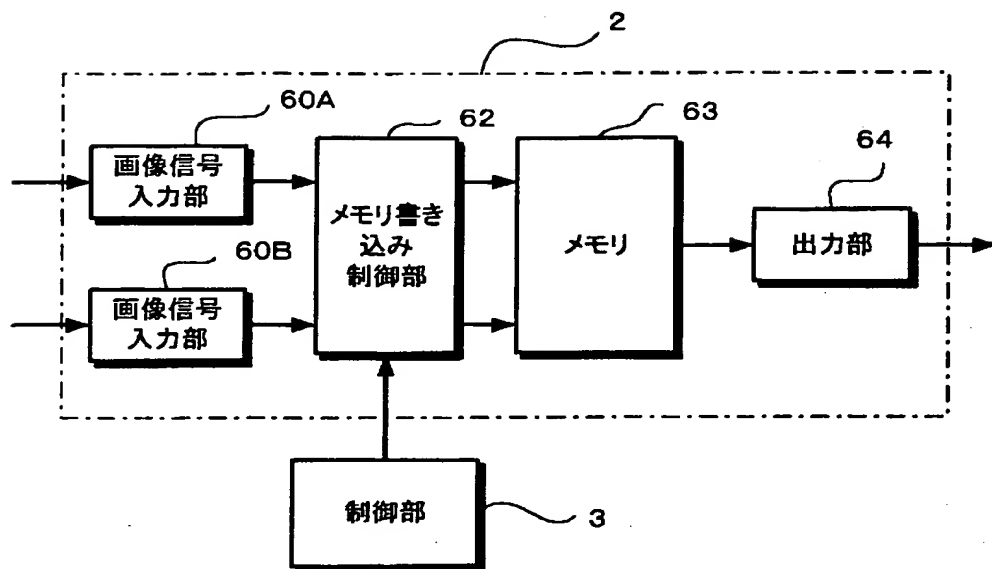 2
60A
画像信号
入力部
62
メモリ書き
込み
制御部
63
メモリ
64
出力部
60B
画像信号
入力部
制御部
3